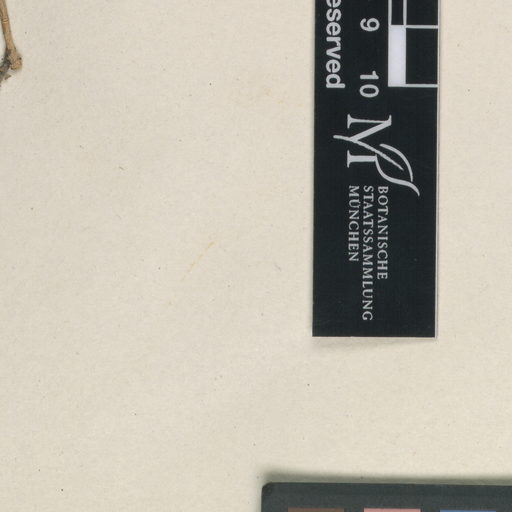 eserved
9 10
M
BOTANISCHE
STAATSSAMMLUNG
MÜNCHEN